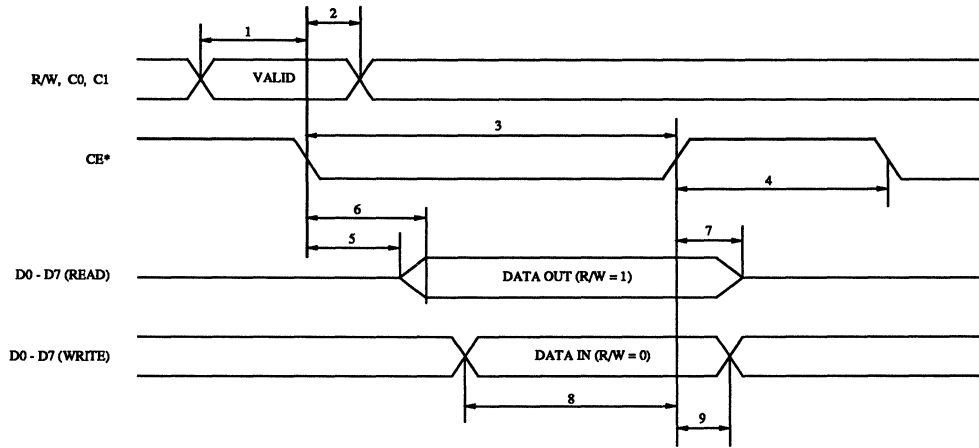 1
2
R/W, C0, C1
VALID
3
CE*
4
6
5
7
D0 - D7 (READ)
DATA OUT (R/W = 1)
D0 - D7 (WRITE)
DATA IN (R/W = 0)
8
9